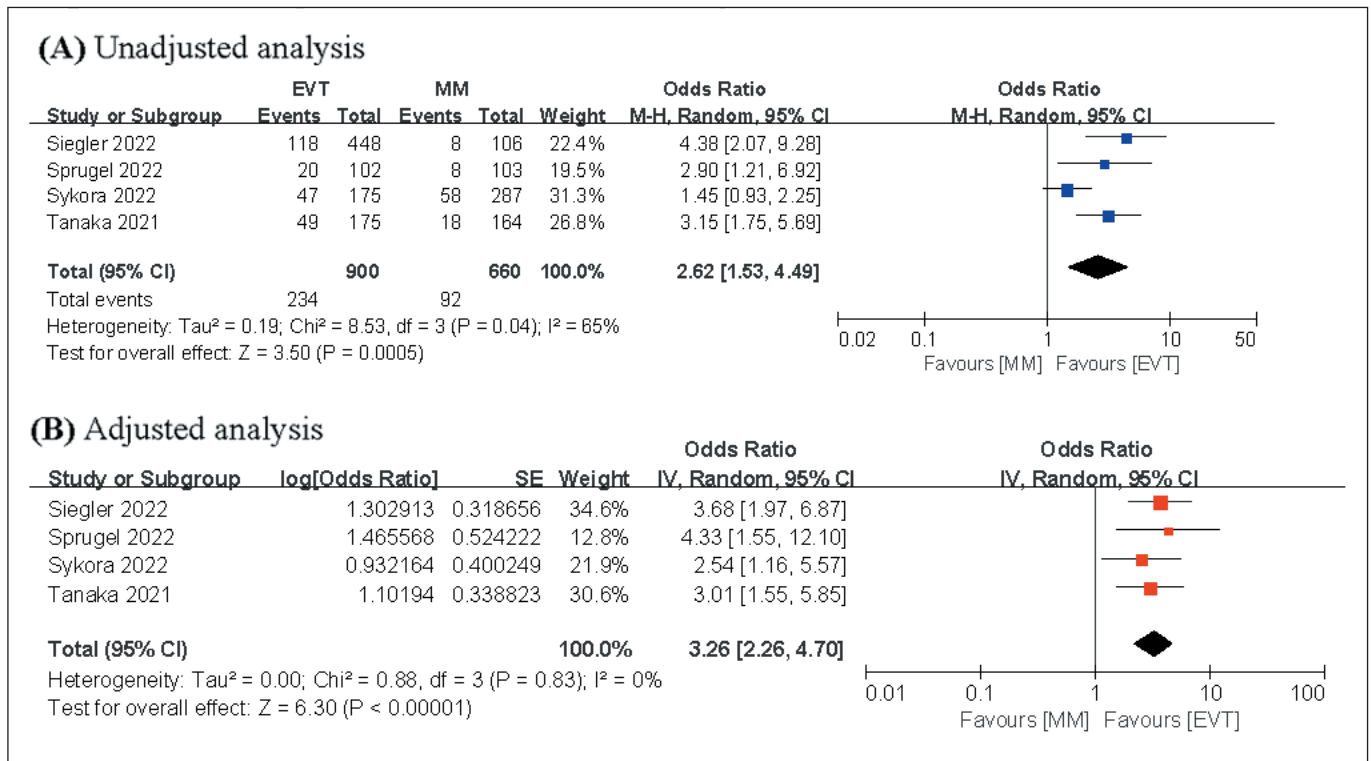 (A) Unadjusted analysis
EVT MM Odds Ratio Odds Ratio
Study or Subgroup Events Total Events Total Weight M-H, Random, 95% CI M-H, Random, 95% CI
Siegler 2022 118 448 8 106 22.4% 4.38 [2.07, 9.28]
Sprugel 2022 20 102 8 103 19.5% 2.90 [1.21, 6.92]
Sykora 2022 47 175 58 287 31.3% 1.45 [0.93, 2.25]
Tanaka 2021 49 175 18 164 26.8% 3.15 [1.75, 5.69]
Total (95% CI) 900 660 100.0% 2.62 [1.53, 4.49]
Total events 234 92
Heterogeneity: Tau² = 0.19; Chi² = 8.53, df = 3 (P = 0.04); I² = 65%
Test for overall effect: Z = 3.50 (P = 0.0005)
0.02 0.1 1 10 50
Favours [MM] Favours [EVT]
(B) Adjusted analysis
Odds Ratio Odds Ratio
Study or Subgroup log[Odds Ratio] SE Weight IV, Random, 95% CI IV, Random, 95% CI
Siegler 2022 1.302913 0.318656 34.6% 3.68 [1.97, 6.87]
Sprugel 2022 1.465568 0.524222 12.8% 4.33 [1.55, 12.10]
Sykora 2022 0.932164 0.400249 21.9% 2.54 [1.16, 5.57]
Tanaka 2021 1.10194 0.338823 30.6% 3.01 [1.55, 5.85]
Total (95% CI) 100.0% 3.26 [2.26, 4.70]
Heterogeneity: Tau² = 0.00; Chi² = 0.88, df = 3 (P = 0.83); I² = 0%
Test for overall effect: Z = 6.30 (P < 0.00001)
0.01 0.1 1 10 100
Favours [MM] Favours [EVT]